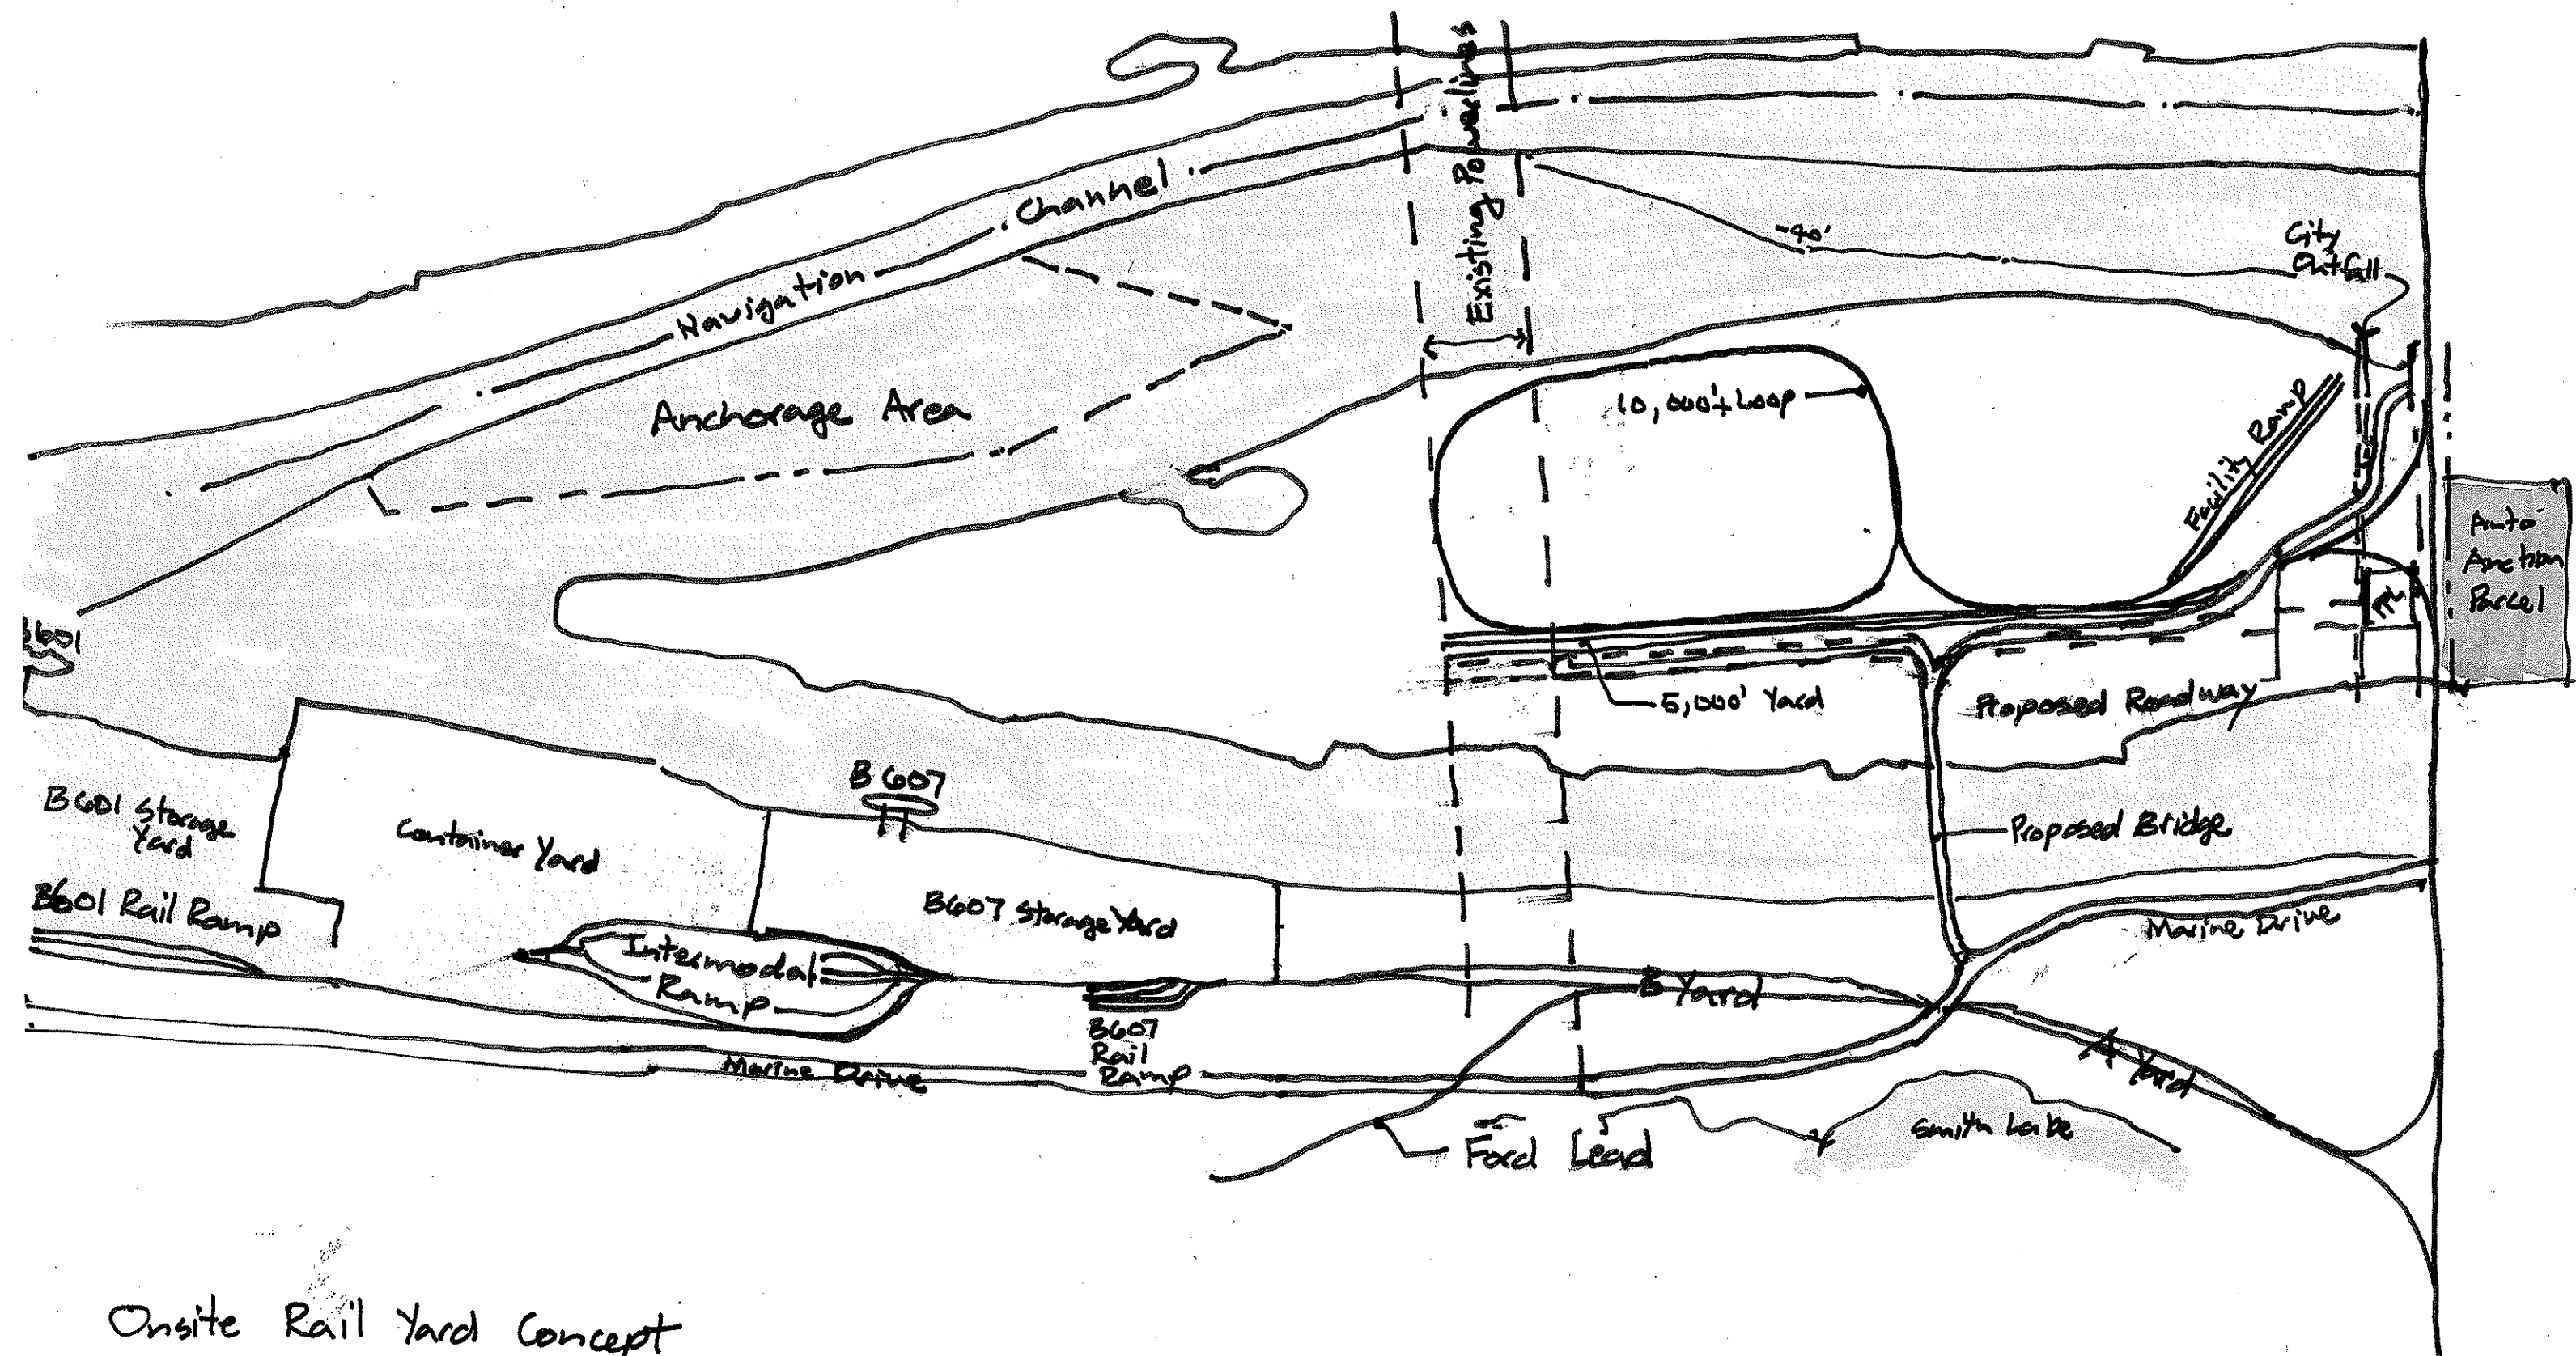 Existing Powerlines
Channel
Navigation
-40'
City
Outfall
Anchorage Area
10,000'± Loop
Facility Ramp
Auto
Auction
Parcel
B601
5,000' Yard
Proposed Roadway
B607
B601 Storage
Yard
Container Yard
Proposed Bridge
B601 Rail Ramp
B607 Storage Yard
Marine Drive
Intermodal
Ramp
B Yard
B607
Rail
Ramp
Marine Drive
A Yard
Smith Lake
Ford Lead
Onsite Rail Yard Concept